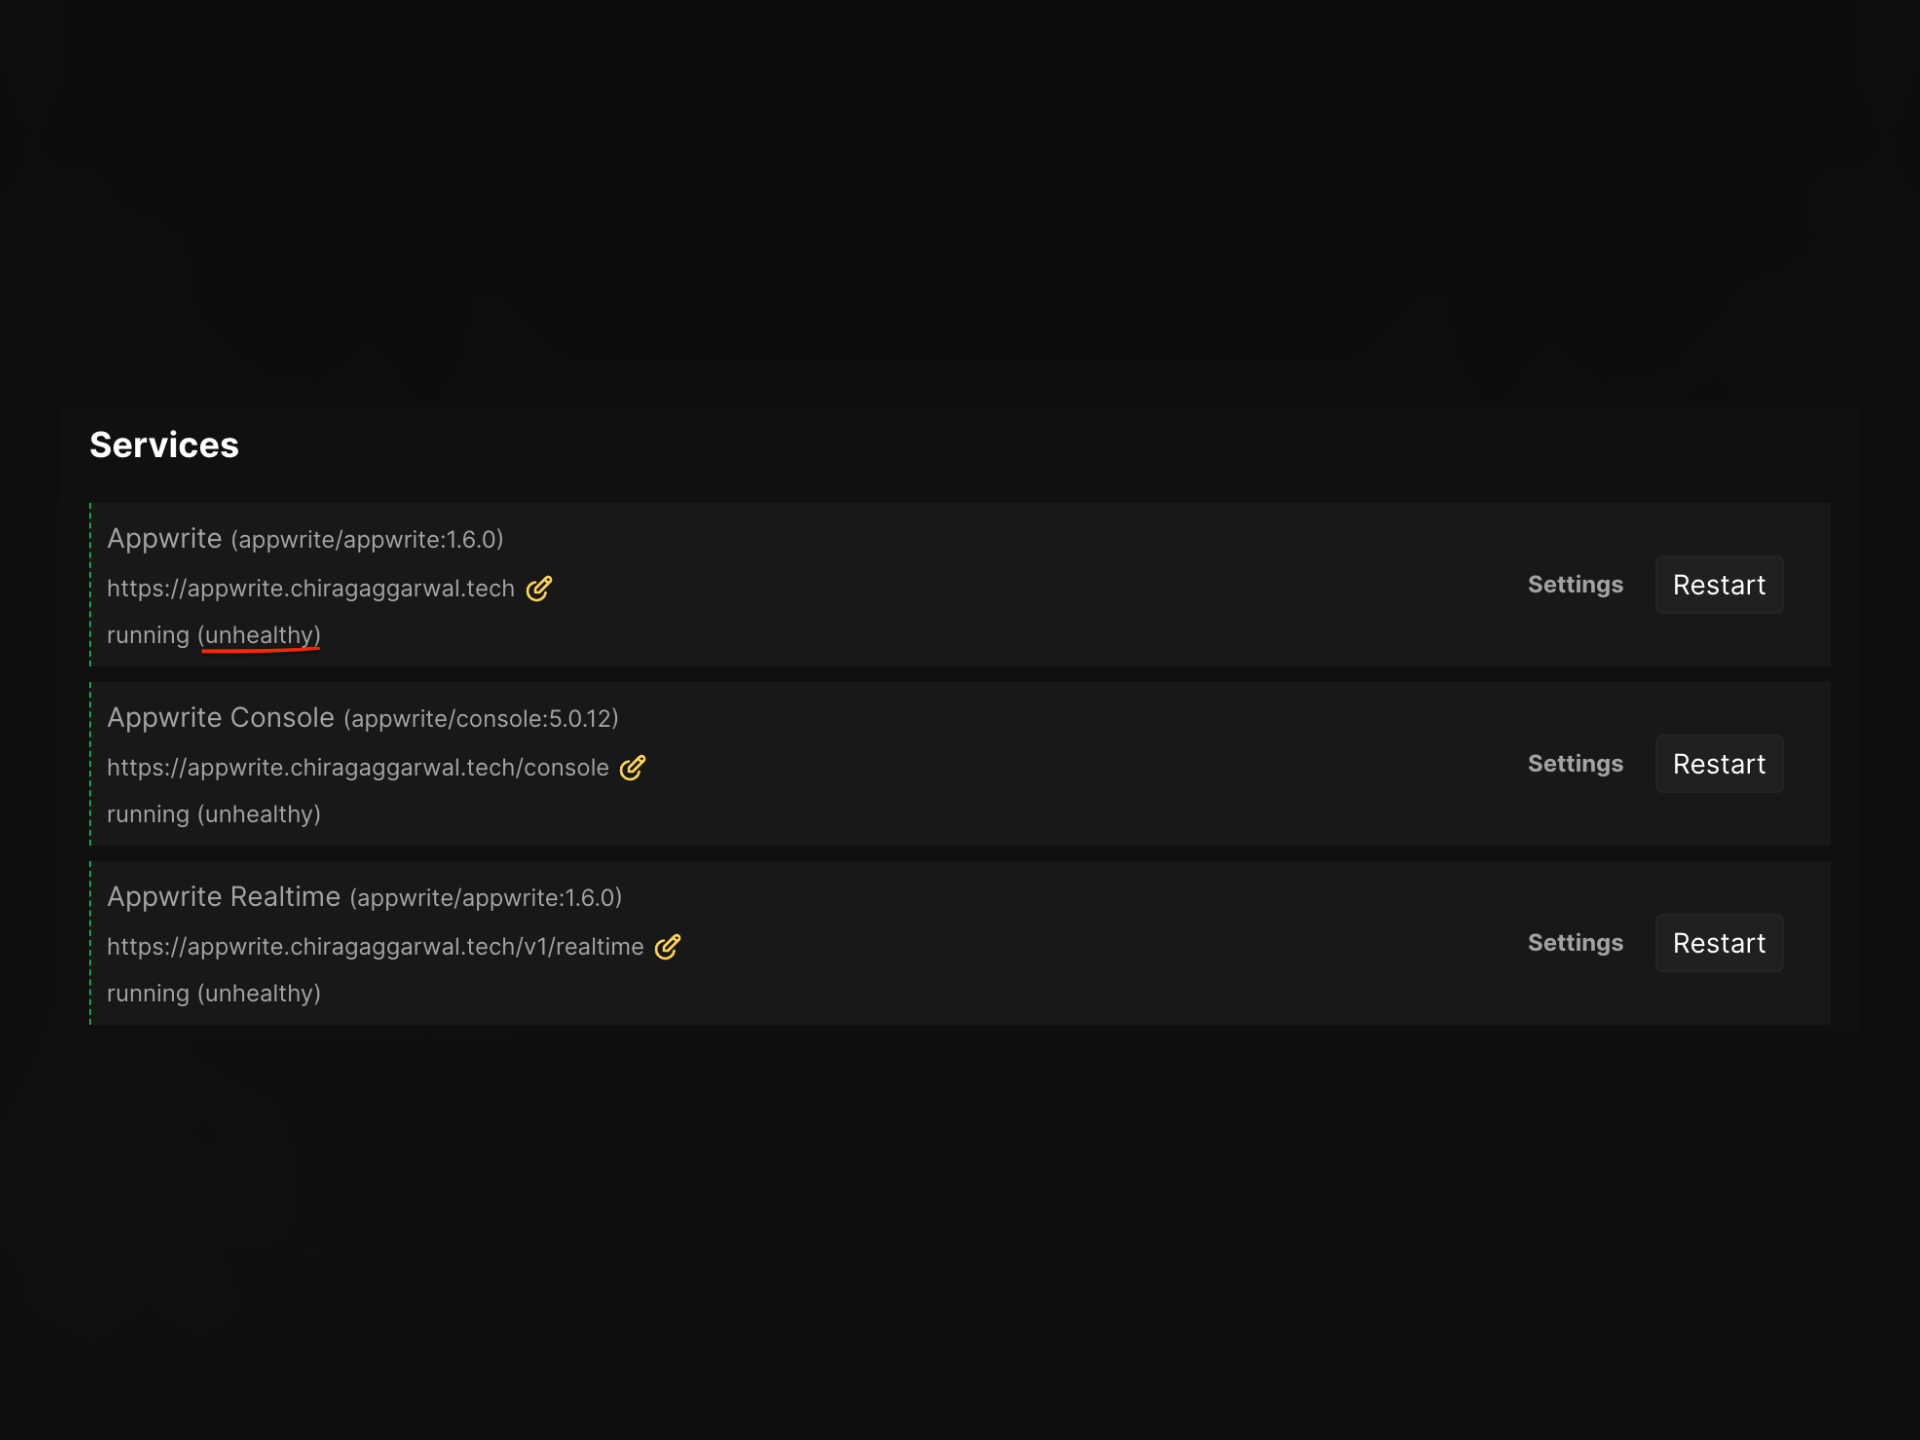 Services
Appwrite (appwrite/appwrite:1.6.0)
https://appwrite.chiragaggarwal.tech
running (unhealthy)
Settings
Restart
Appwrite Console (appwrite/console:5.0.12)
https://appwrite.chiragaggarwal.tech/console
running (unhealthy)
Settings
Restart
Appwrite Realtime (appwrite/appwrite:1.6.0)
https://appwrite.chiragaggarwal.tech/v1/realtime
running (unhealthy)
Settings
Restart